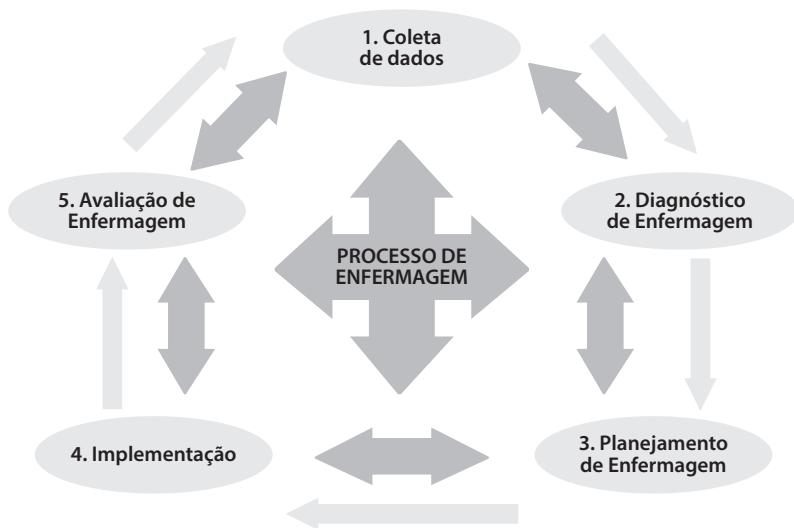 1. Coleta
de dados
2. Diagnóstico
de Enfermagem
3. Planejamento
de Enfermagem
4. Implementação
5. Avaliação de
Enfermagem
PROCESSO DE
ENFERMAGEM